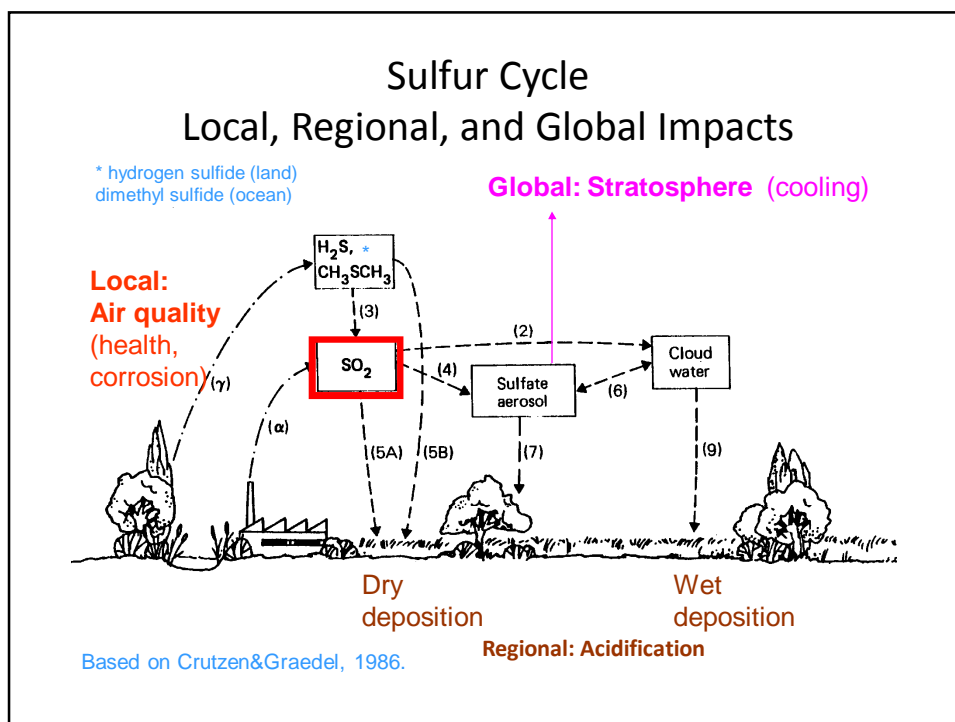 Sulfur Cycle
Local, Regional, and Global Impacts
* hydrogen sulfide (land)
dimethyl sulfide (ocean)
Global: Stratosphere (cooling)
H₂S, *
CH₃SCH₃
Local:
Air quality
(health,
corrosion)
(3)
(2)
SO₂
Cloud
water
(γ)
(4)
Sulfate
aerosol
(6)
(α)
(5A)
(5B)
(7)
(9)
Dry
deposition
Wet
deposition
Regional: Acidification
Based on Crutzen&Graedel, 1986.